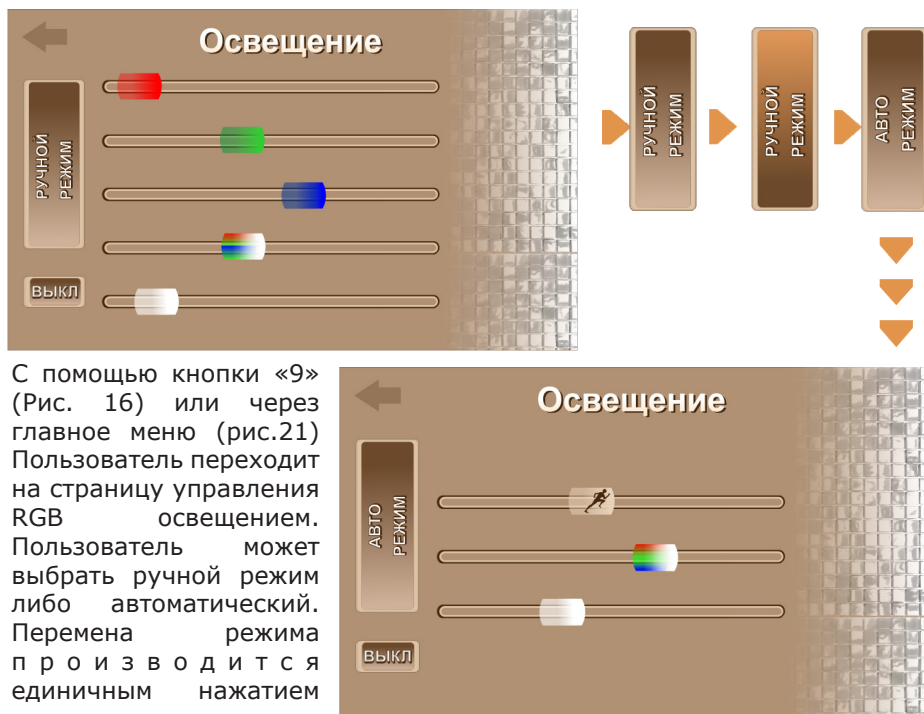 Освещение
РУЧНОЙ
РЕЖИМ
ВЫКЛ
РУЧНОЙ
РЕЖИМ
РУЧНОЙ
РЕЖИМ
АВТО
РЕЖИМ
С помощью кнопки «9»
(Рис. 16) или через
главное меню (рис.21)
Пользователь переходит
на страницу управления
RGB освещением.
Пользователь может
выбрать ручной режим
либо автоматический.
Перемена режима
производится
единичным нажатием
Освещение
АВТО
РЕЖИМ
ВЫКЛ